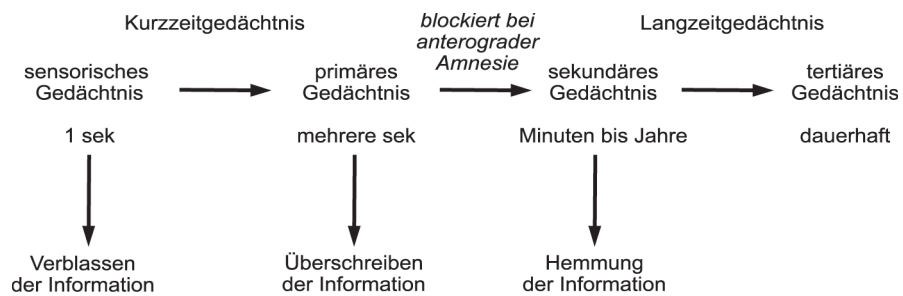 Kurzzeitgedächtnis
blockiert bei
anterograder
Amnesie
Langzeitgedächtnis
sensorisches
Gedächtnis
primäres
Gedächtnis
sekundäres
Gedächtnis
tertiäres
Gedächtnis
1 sek
mehrere sek
Minuten bis Jahre
dauerhaft
Verblassen
der Information
Überschreiben
der Information
Hemmung
der Information